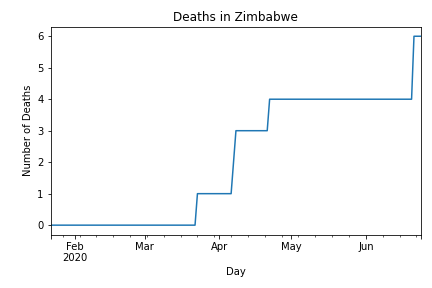 Deaths in Zimbabwe
6
5
4
3
2
1
0
Number of Deaths
Feb
2020
Mar
Apr
May
Jun
Day